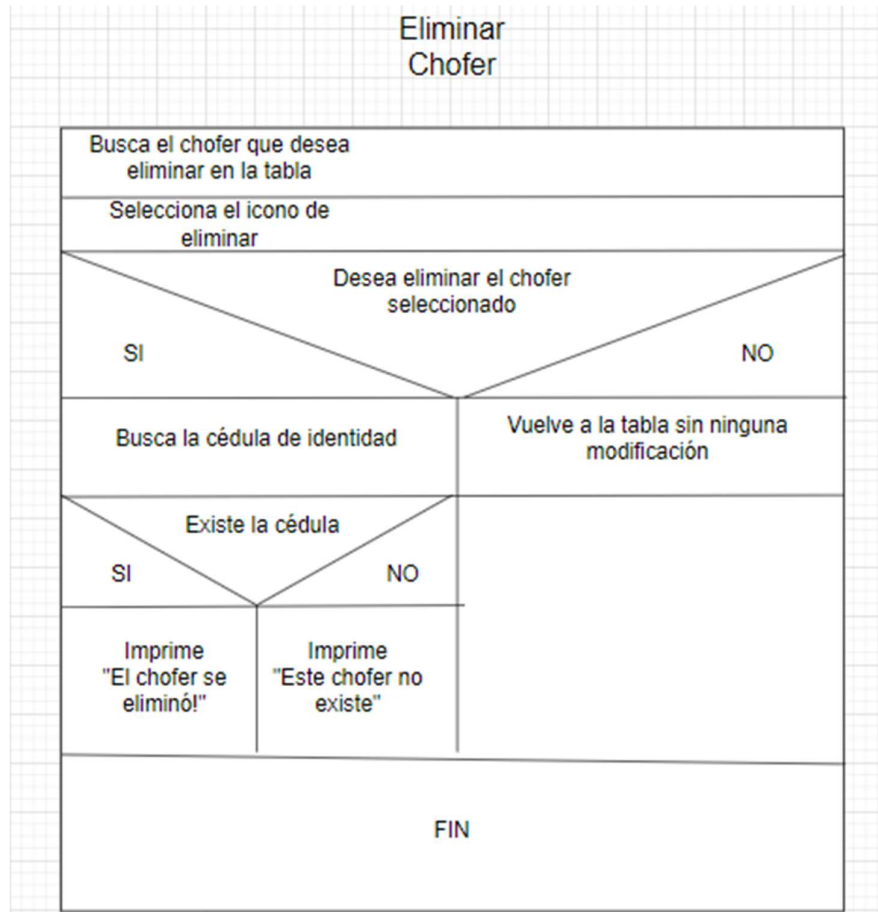 Eliminar
Chofer
Busca el chofer que desea
eliminar en la tabla
Selecciona el icono de
eliminar
Desea eliminar el chofer
seleccionado
SI
NO
Busca la cédula de identidad
Vuelve a la tabla sin ninguna
modificación
Existe la cédula
SI
NO
Imprime
"El chofer se
eliminó!"
Imprime
"Este chofer no
existe"
FIN